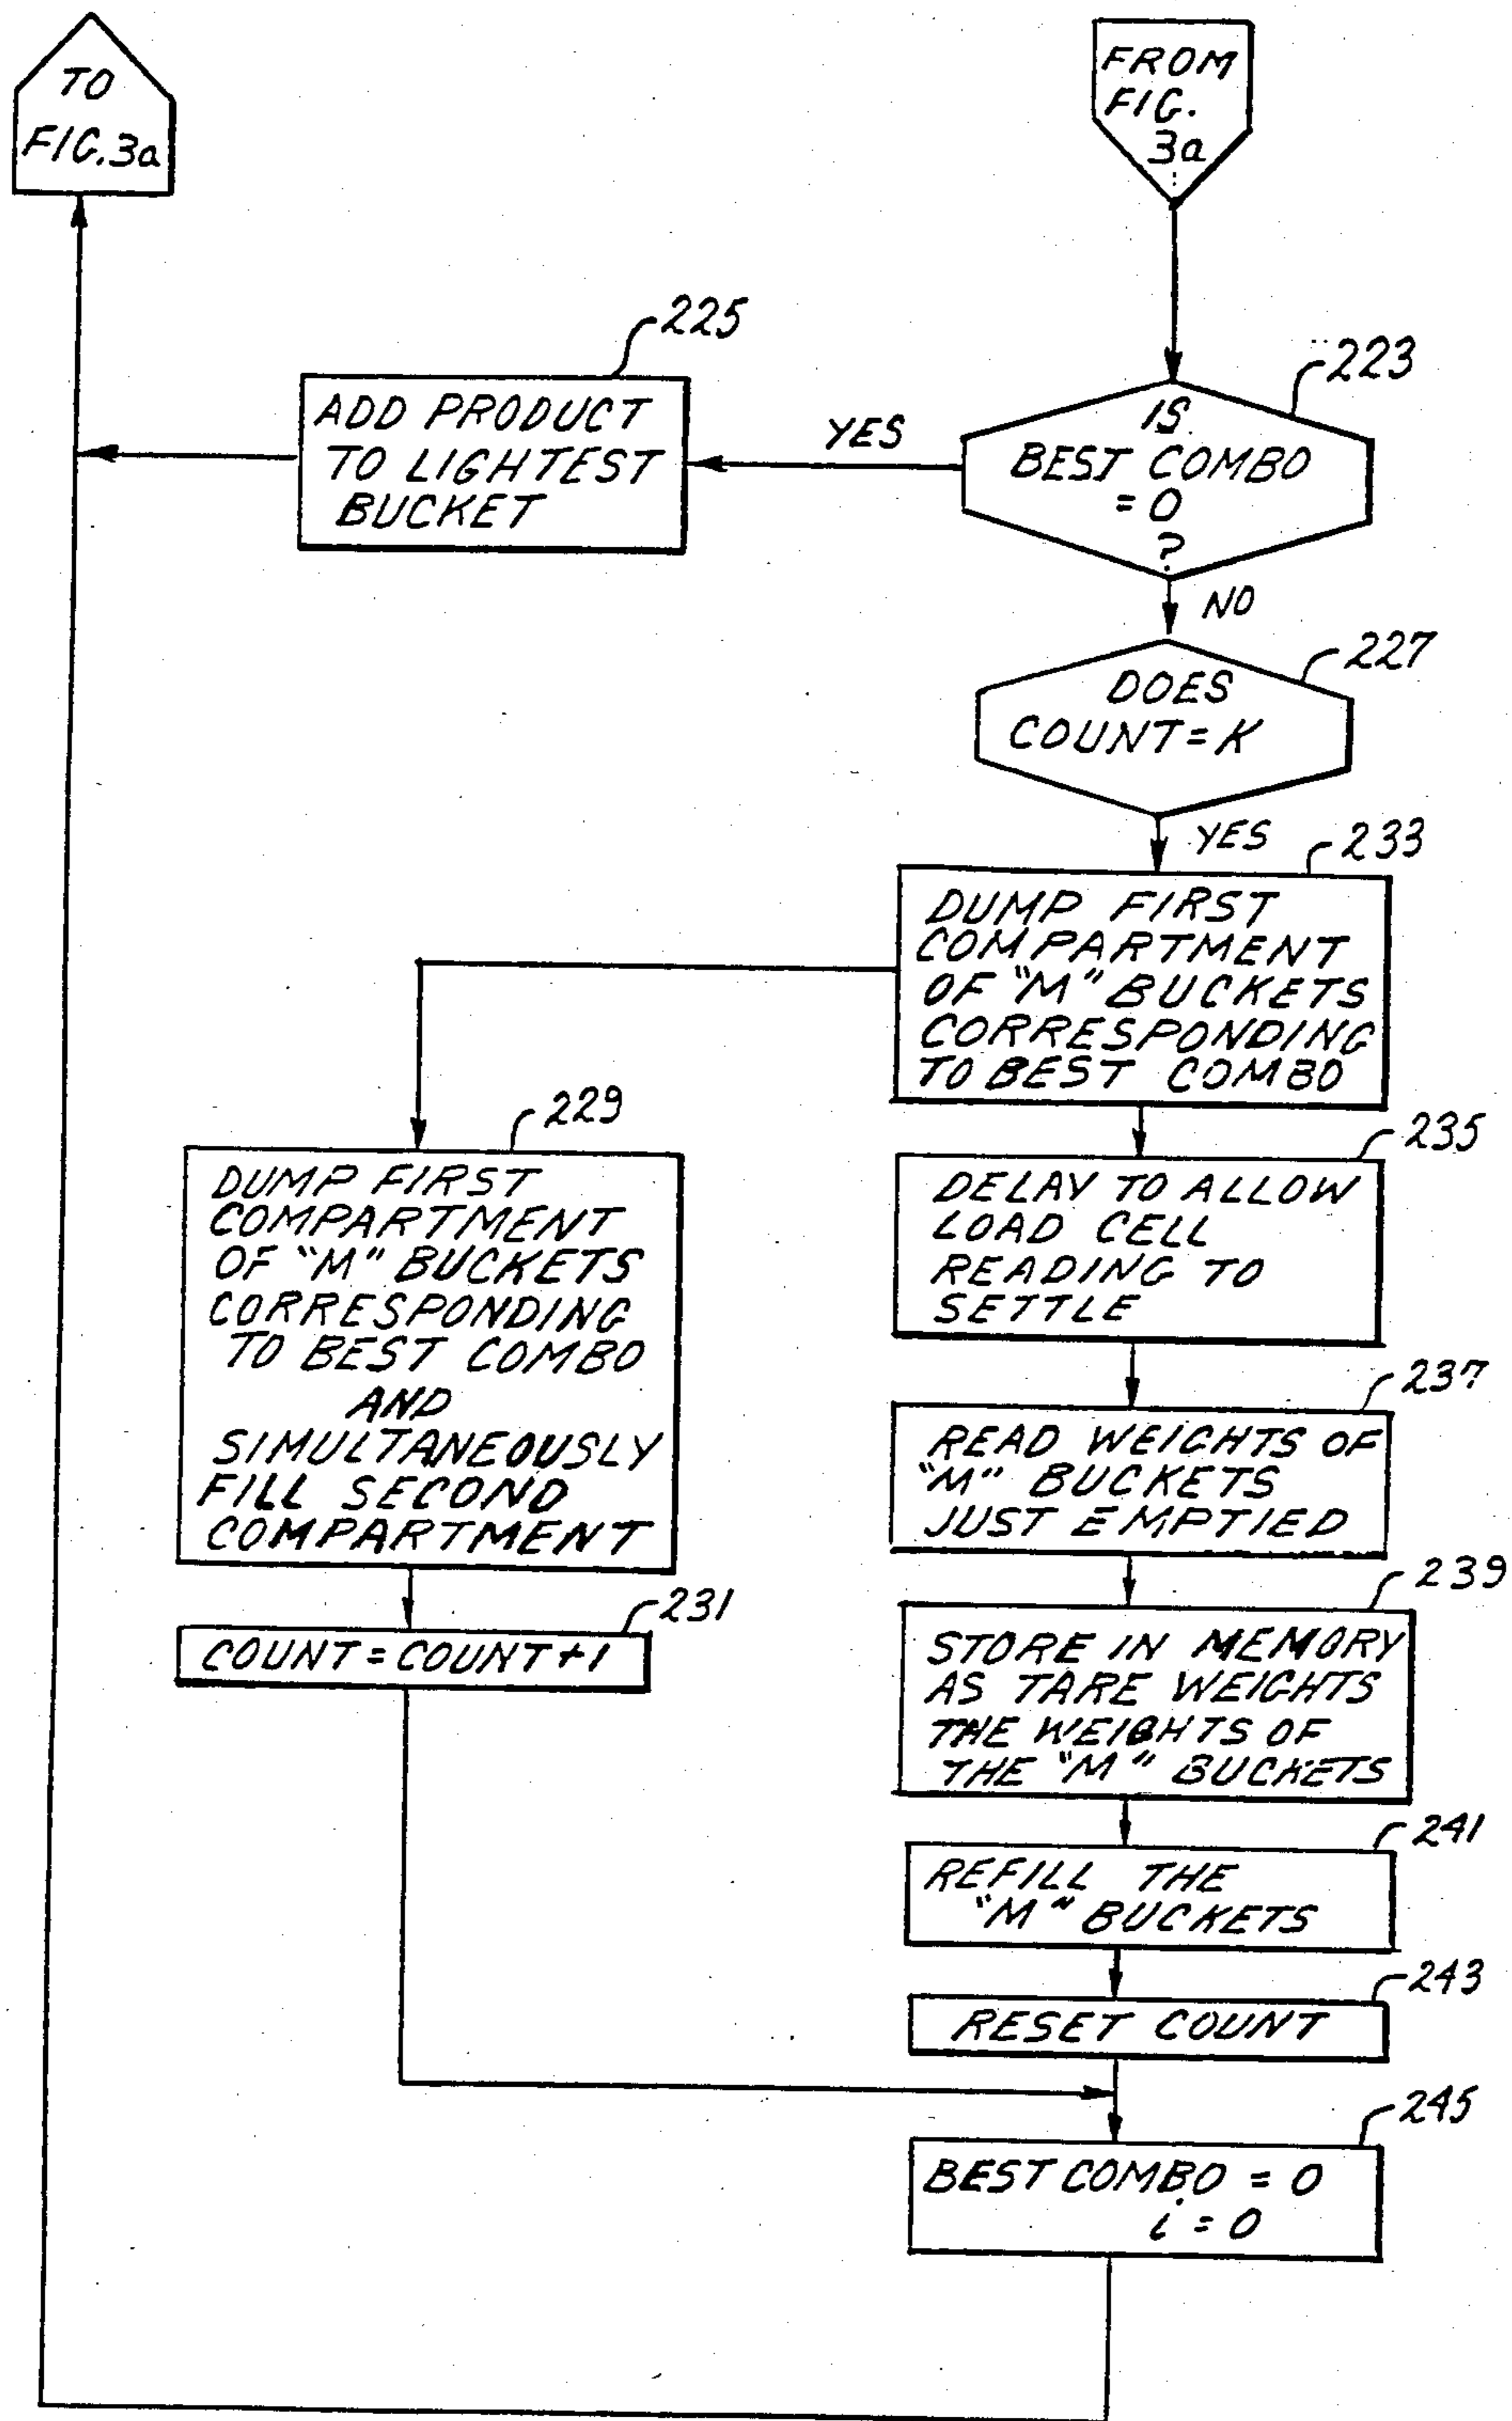 TO
FIG. 3a
FROM
FIG.
3a
225
223
ADD PRODUCT
TO LIGHTEST
BUCKET
YES
IS
BEST COMBO
= 0
?
NO
227
DOES
COUNT = K
YES
233
DUMP FIRST
COMPARTMENT
OF "M" BUCKETS
CORRESPONDING
TO BEST COMBO
229
DUMP FIRST
COMPARTMENT
OF "M" BUCKETS
CORRESPONDING
TO BEST COMBO
AND
SIMULTANEOUSLY
FILL SECOND
COMPARTMENT
235
DELAY TO ALLOW
LOAD CELL
READING TO
SETTLE
237
READ WEIGHTS OF
"M" BUCKETS
JUST EMPTIED
231
COUNT = COUNT +1
239
STORE IN MEMORY
AS TARE WEIGHTS
THE WEIGHTS OF
THE "M" BUCKETS
241
REFILL THE
"M" BUCKETS
243
RESET COUNT
245
BEST COMBO = 0
i = 0